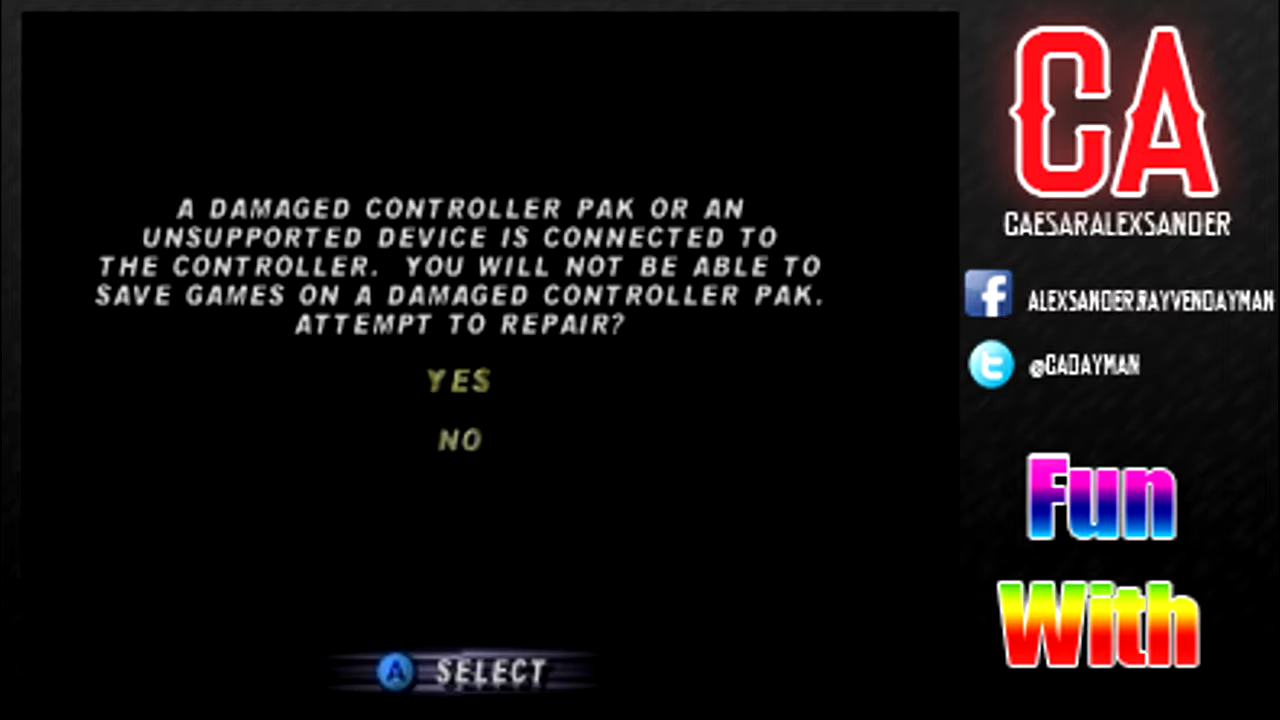 A DAMAGED CONTROLLER PAK OR AN
UNSUPPORTED DEVICE IS CONNECTED TO
THE CONTROLLER. YOU WILL NOT BE ABLE TO
SAVE GAMES ON A DAMAGED CONTROLLER PAK.
ATTEMPT TO REPAIR?
YES
NO
A SELECT
CA
CAESARALEXSANDER
f ALEXSANDER.RAYVENDAYMAN
t @CADAYMAN
Fun
With